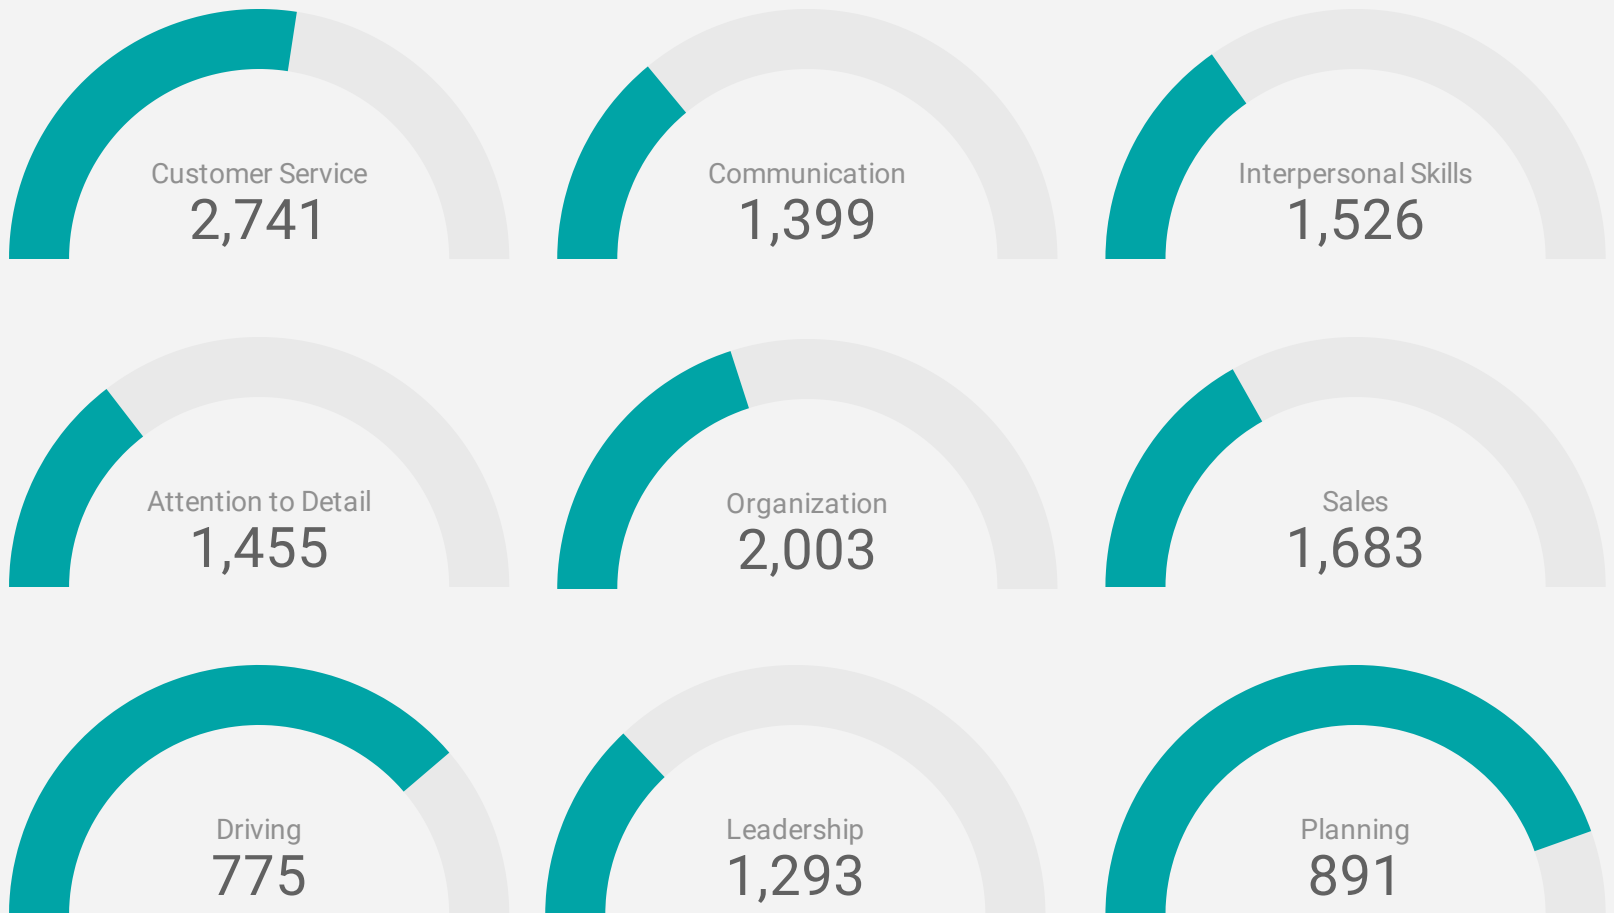 Customer Service
2,741
Communication
1,399
Interpersonal Skills
1,526
Attention to Detail
1,455
Organization
2,003
Sales
1,683
Driving
775
Leadership
1,293
Planning
891